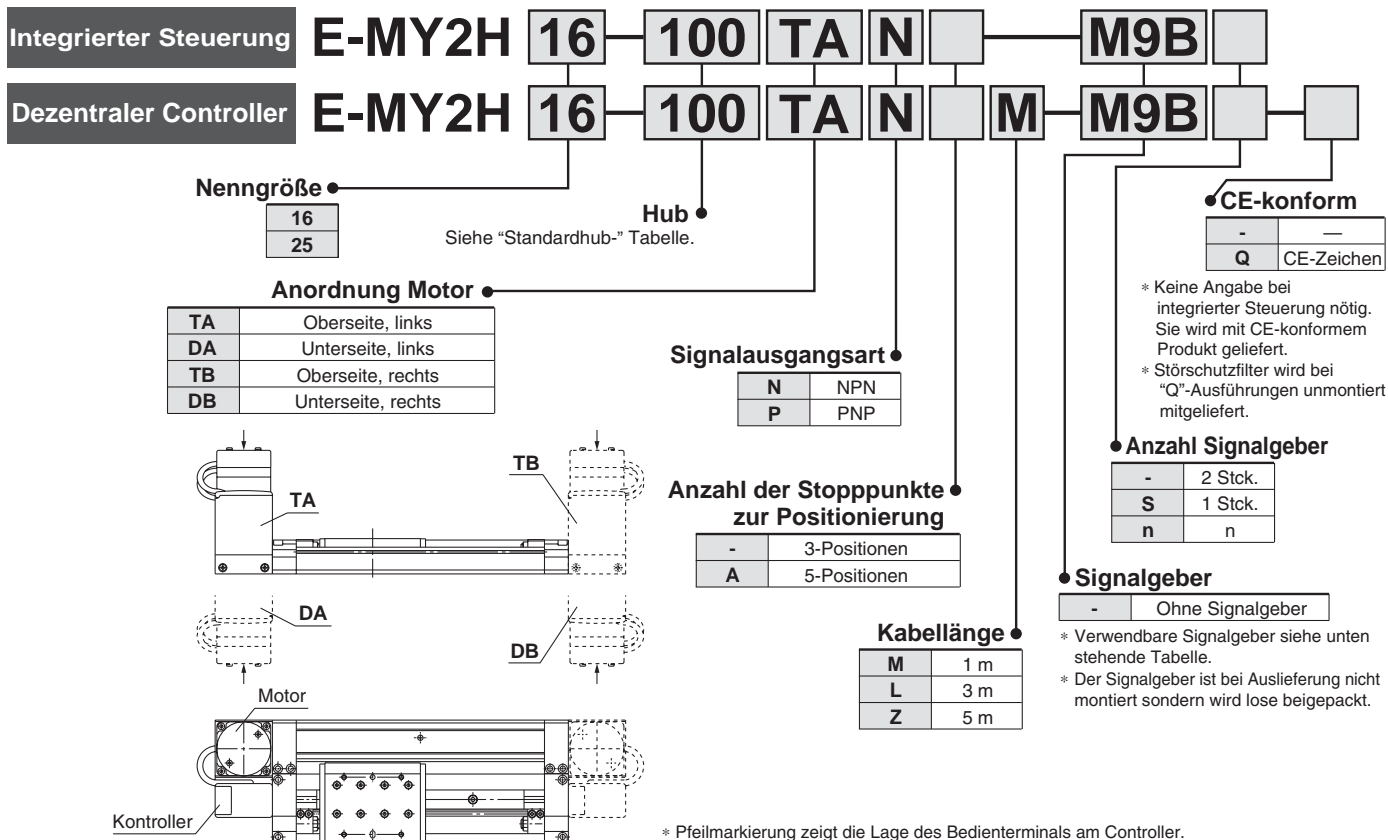 Integrierter Steuerung E-MY2H 16 - 100 TA N - M9B
Dezentraler Controller E-MY2H 16 - 100 TA N M - M9B -
Nenngröße
16
25
Hub
Siehe “Standardhub-” Tabelle.
Anordnung Motor
TA Oberseite, links
DA Unterseite, links
TB Oberseite, rechts
DB Unterseite, rechts
Signalausgangsart
N NPN
P PNP
Anzahl der Stopppunkte
zur Positionierung
- 3-Positionen
A 5-Positionen
Kabellänge
M 1 m
L 3 m
Z 5 m
CE-konform
- —
Q CE-Zeichen
* Keine Angabe bei
integrierter Steuerung nötig.
Sie wird mit CE-konformem
Produkt geliefert.
* Störschutzfilter wird bei
“Q”-Ausführungen unmontiert
mitgeliefert.
Anzahl Signalgeber
- 2 Stck.
S 1 Stck.
n n
Signalgeber
- Ohne Signalgeber
* Verwendbare Signalgeber siehe unten
stehende Tabelle.
* Der Signalgeber ist bei Auslieferung nicht
montiert sondern wird lose beigepackt.
TA
TB
DA
DB
Motor
Kontroller
* Pfeilmarkierung zeigt die Lage des Bedienterminals am Controller.